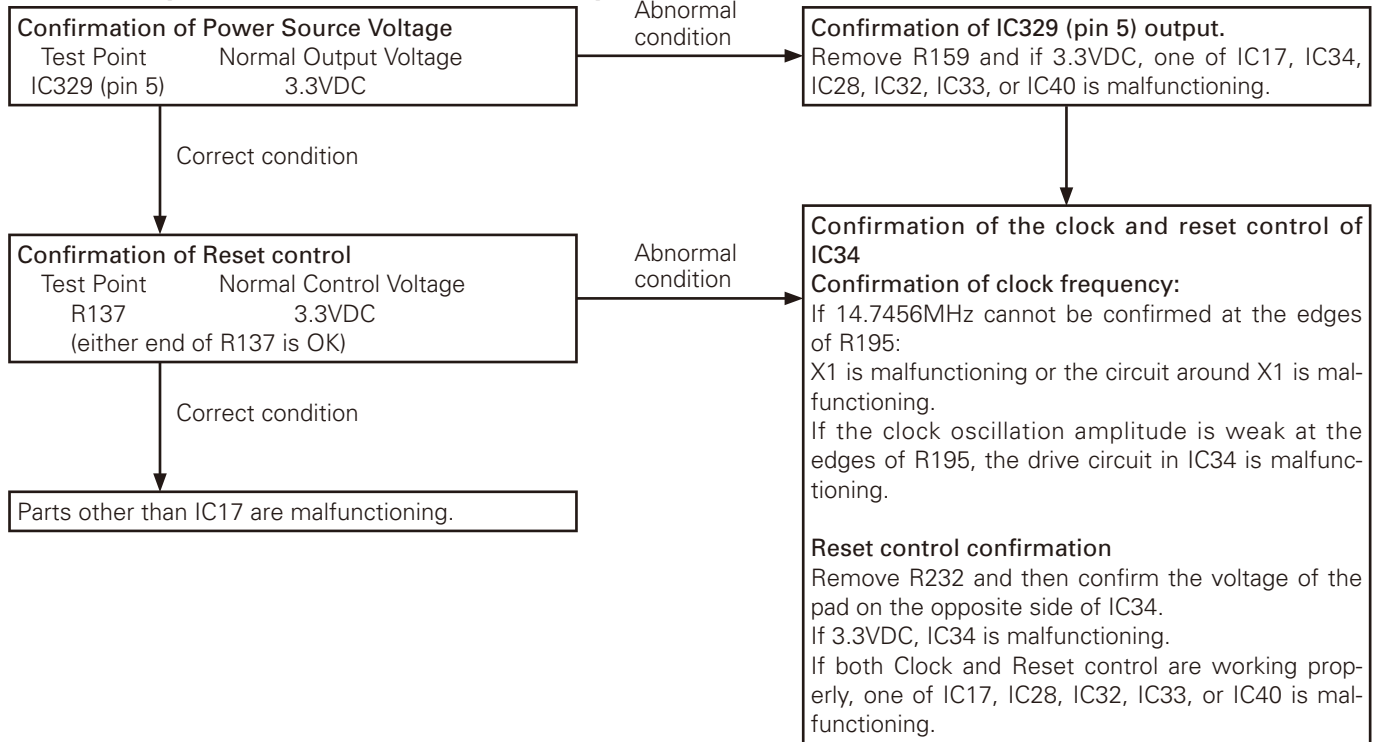 Confirmation of Power Source Voltage
Test Point Normal Output Voltage
IC329 (pin 5) 3.3VDC
Abnormal
condition
Confirmation of IC329 (pin 5) output.
Remove R159 and if 3.3VDC, one of IC17, IC34,
IC28, IC32, IC33, or IC40 is malfunctioning.
Correct condition
Confirmation of Reset control
Test Point Normal Control Voltage
R137 3.3VDC
(either end of R137 is OK)
Abnormal
condition
Confirmation of the clock and reset control of
IC34
Confirmation of clock frequency:
If 14.7456MHz cannot be confirmed at the edges
of R195:
X1 is malfunctioning or the circuit around X1 is mal-
functioning.
If the clock oscillation amplitude is weak at the
edges of R195, the drive circuit in IC34 is malfunc-
tioning.
Reset control confirmation
Remove R232 and then confirm the voltage of the
pad on the opposite side of IC34.
If 3.3VDC, IC34 is malfunctioning.
If both Clock and Reset control are working prop-
erly, one of IC17, IC28, IC32, IC33, or IC40 is mal-
functioning.
Correct condition
Parts other than IC17 are malfunctioning.